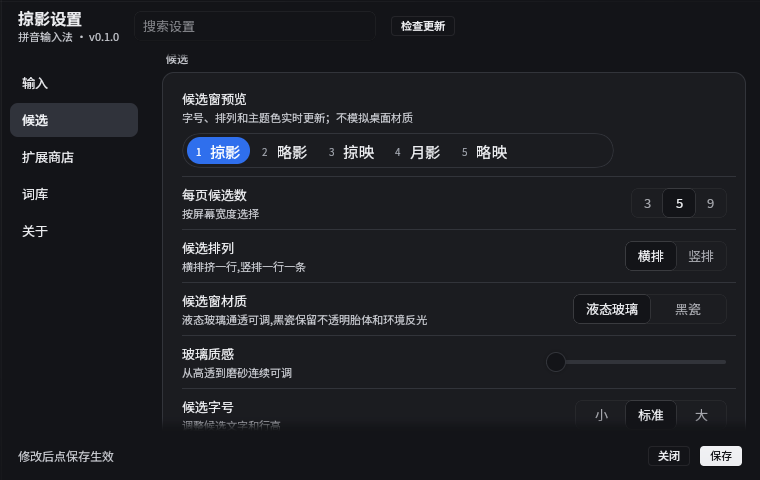 掠影设置
拼音输入法 · v0.1.0
搜索设置
检查更新
输入
候选
扩展商店
词库
关于
候选
候选窗预览
字号、排列和主题色实时更新；不模拟桌面材质
1 掠影 2 略影 3 掠映 4 月影 5 略映
每页候选数
按屏幕宽度选择
3 5 9
候选排列
横排挤一行,竖排一行一条
横排 竖排
候选窗材质
液态玻璃通透可调,黑瓷保留不透明胎体和环境反光
液态玻璃 黑瓷
玻璃质感
从高透到磨砂连续可调
候选字号
调整候选文字和行高
小 标准 大
修改后点保存生效
关闭 保存